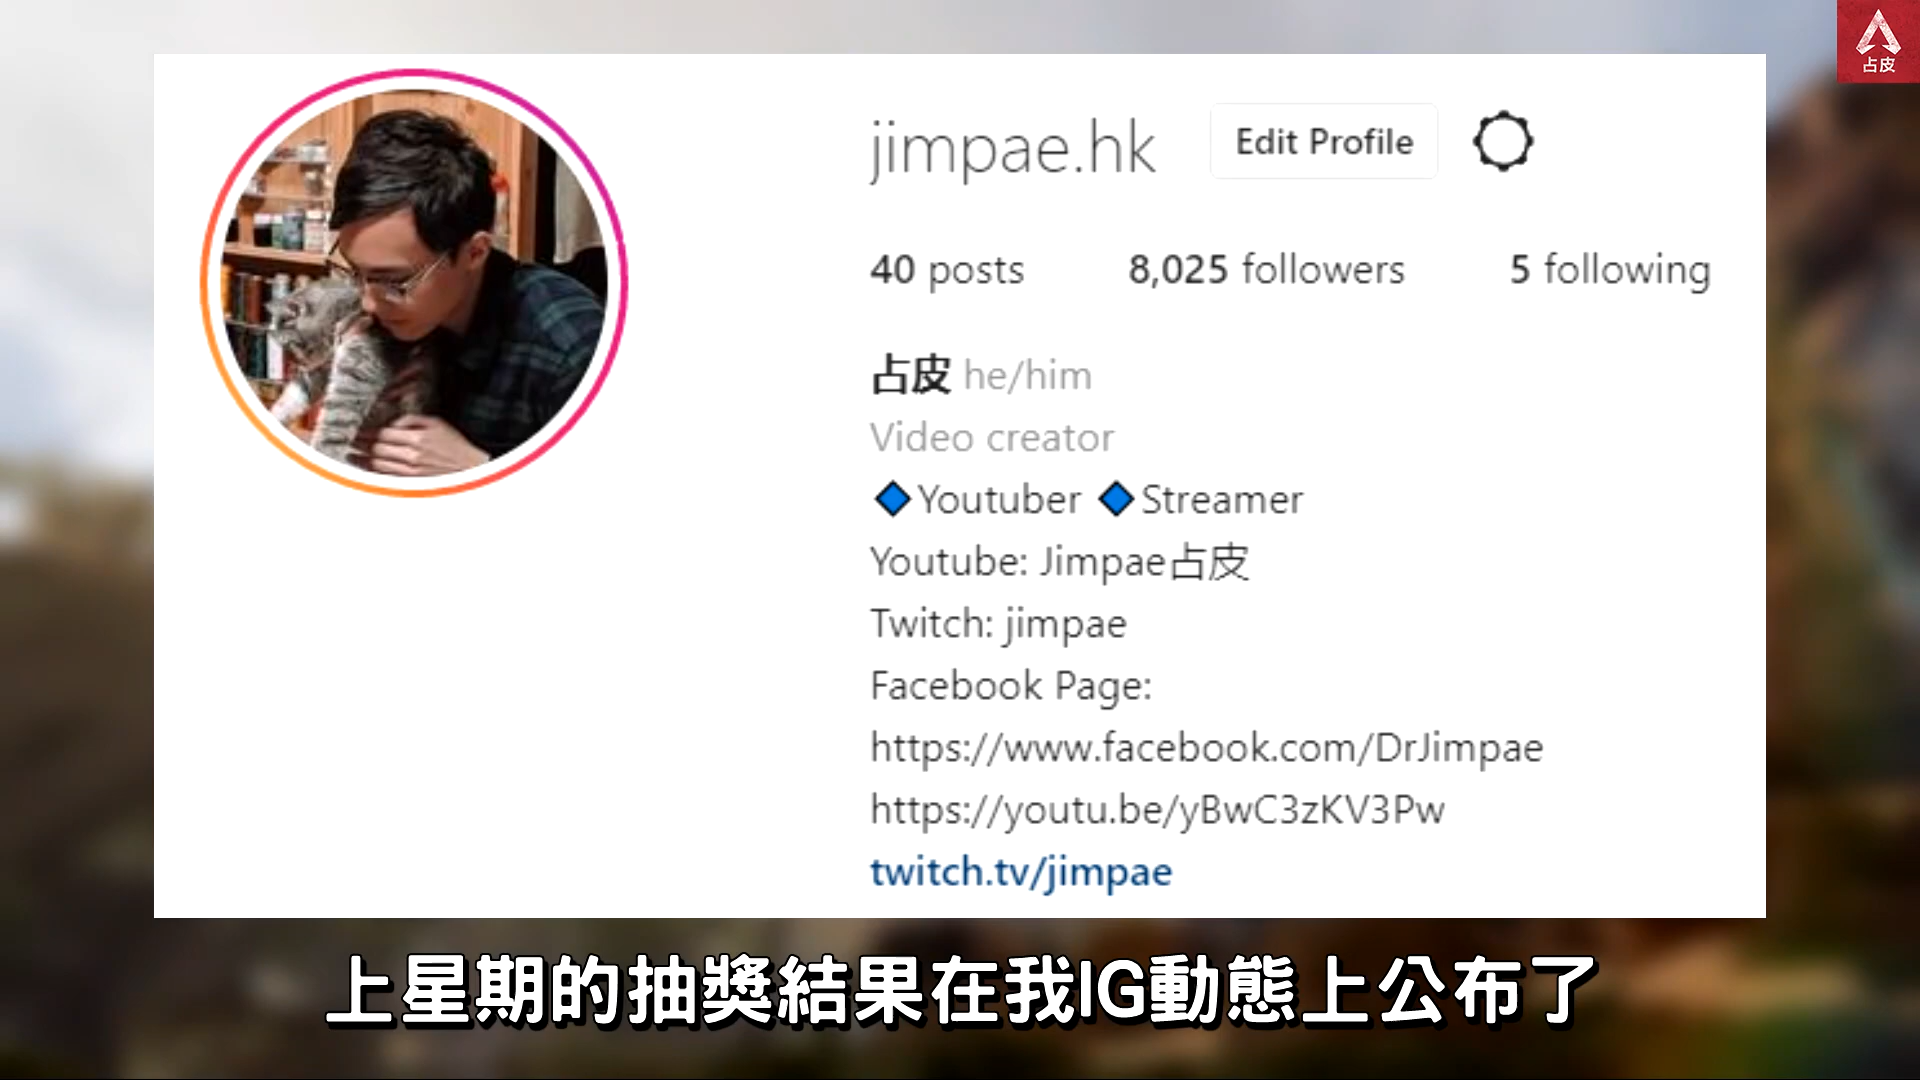 占皮
jimpae.hk Edit Profile
40 posts 8,025 followers 5 following
占皮 he/him
Video creator
🔷Youtuber 🔷Streamer
Youtube: Jimpae占皮
Twitch: jimpae
Facebook Page:
https://www.facebook.com/DrJimpae
https://youtu.be/yBwC3zKV3Pw
twitch.tv/jimpae
上星期的抽獎結果在我IG動態上公布了